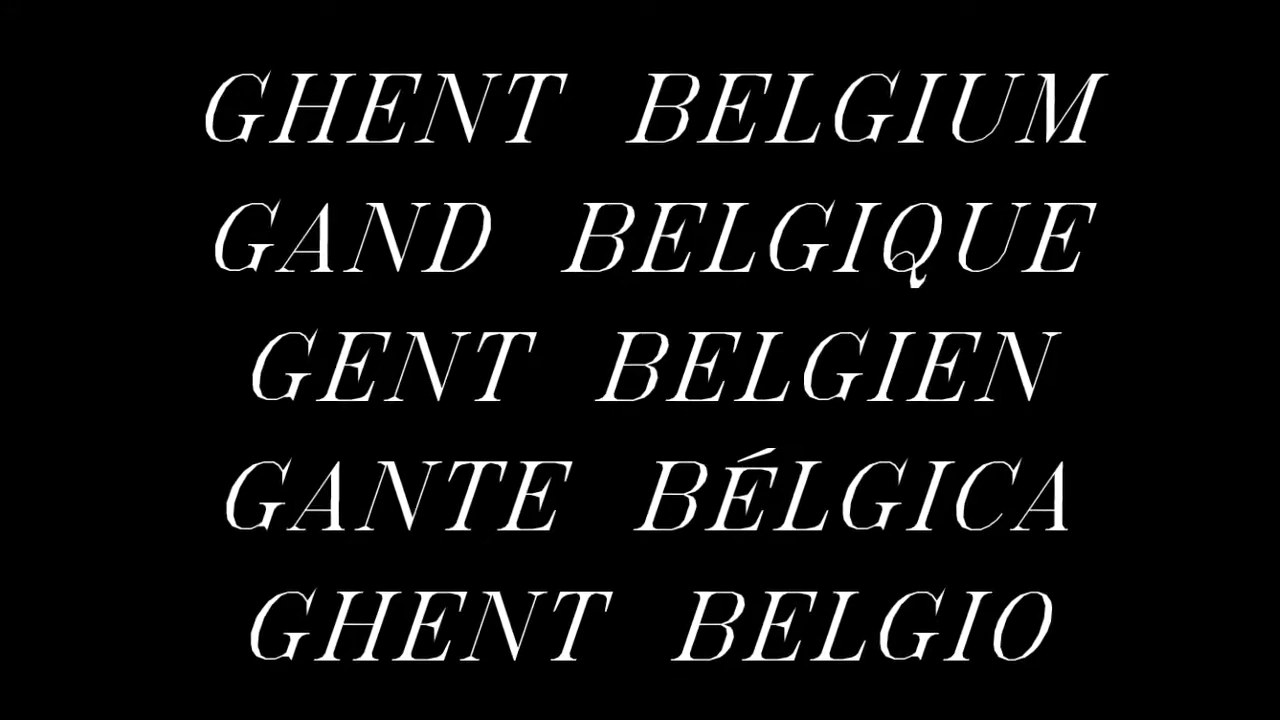 GHENT BELGIUM
GAND BELGIQUE
GENT BELGIEN
GANTE BÉLGICA
GHENT BELGIO